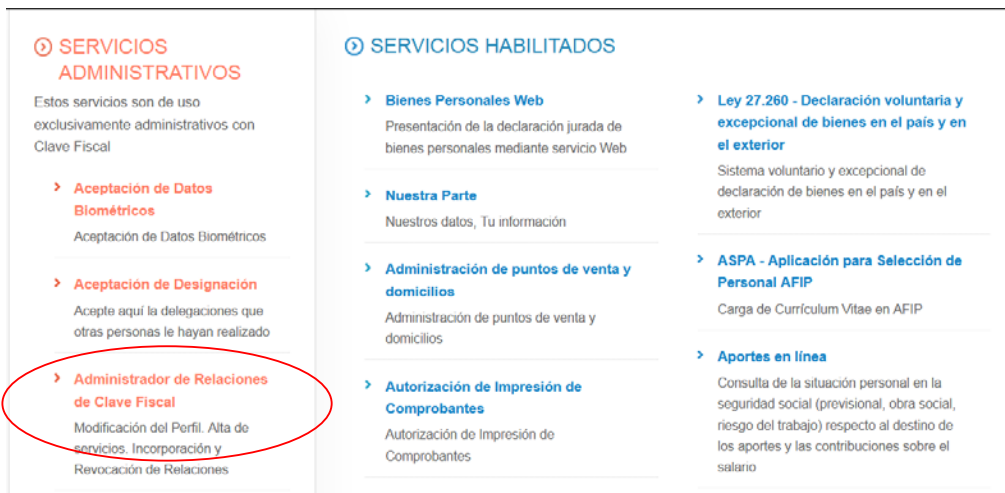 SERVICIOS
ADMINISTRATIVOS
Estos servicios son de uso
exclusivamente administrativos con
Clave Fiscal
Aceptación de Datos
Biométricos
Aceptación de Datos Biométricos
Aceptación de Designación
Acepte aquí la delegaciones que
otras personas le hayan realizado
Administrador de Relaciones
de Clave Fiscal
Modificación del Perfil. Alta de
servicios. Incorporación y
Revocación de Relaciones
SERVICIOS HABILITADOS
Bienes Personales Web
Presentación de la declaración jurada de
bienes personales mediante servicio Web
Nuestra Parte
Nuestros datos, Tu información
Administración de puntos de venta y
domicilios
Administración de puntos de venta y
domicilios
Autorización de Impresión de
Comprobantes
Autorización de Impresión de
Comprobantes
Ley 27.260 - Declaración voluntaria y
excepcional de bienes en el país y en
el exterior
Sistema voluntario y excepcional de
declaración de bienes en el país y en el
exterior
ASPA - Aplicación para Selección de
Personal AFIP
Carga de Currículum Vitae en AFIP
Aportes en línea
Consulta de la situación personal en la
seguridad social (previsional, obra social,
riesgo del trabajo) respecto al destino de
los aportes y las contribuciones sobre el
salario